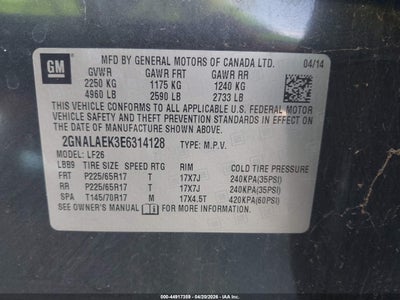 GM
MFD BY GENERAL MOTORS OF CANADA LTD. 04/14
GVWR GAWR FRT GAWR RR
2250 KG 1175 KG 1240 KG
4960 LB 2590 LB 2733 LB
THIS VEHICLE CONFORMS TO ALL APPLICABLE U.S. FEDERAL MOTOR
VEHICLE SAFETY AND THEFT PREVENTION STANDARDS IN EFFECT ON
THE DATE OF MANUFACTURE SHOWN ABOVE.
2GNALAEK3E6314128 TYPE: M.P.V.
MODEL: LF26
LBB9 TIRE SIZE SPEED RTG RIM COLD TIRE PRESSURE
FRT P225/65R17 T 17X7J 240KPA(35PSI)
RR P225/65R17 T 17X7J 240KPA(35PSI)
SPA T145/70R17 M 17X4.5T 420KPA(60PSI)
SEE OWNER'S MANUAL FOR MORE INFORMATION.
000-44917359 - 04/20/2026 - IAAI.COM